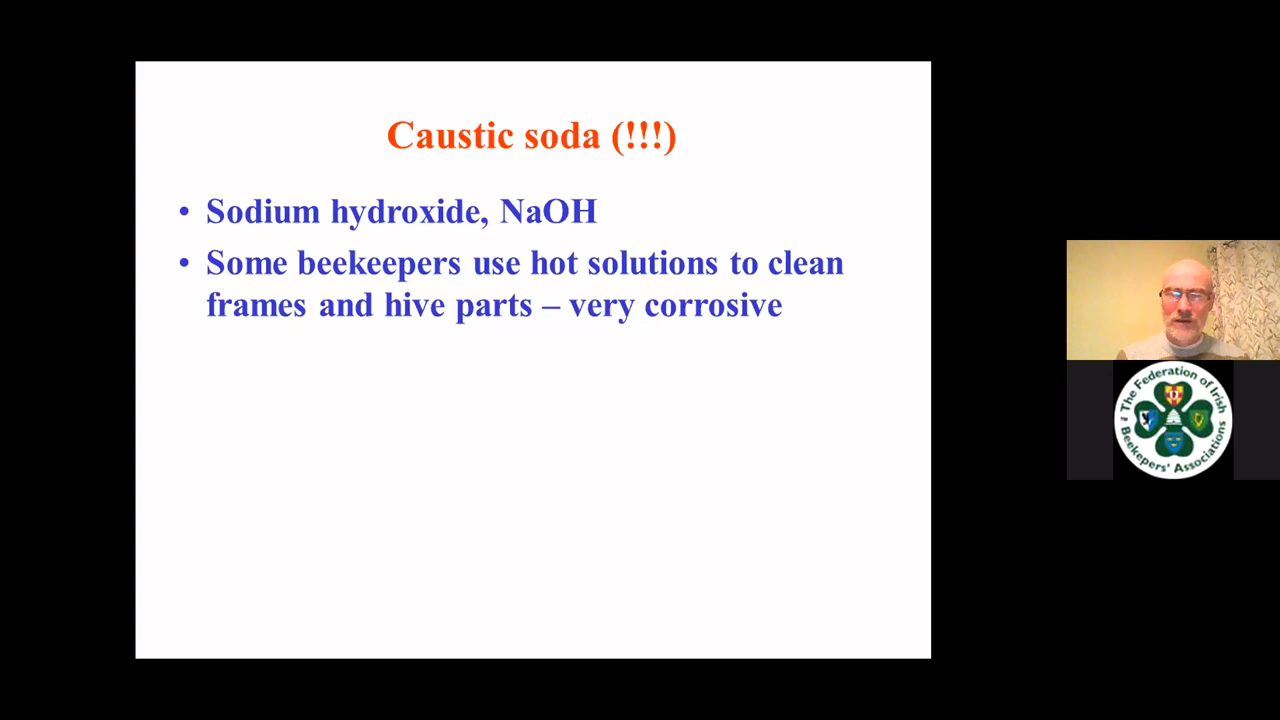 Caustic soda (!!!)
• Sodium hydroxide, NaOH
• Some beekeepers use hot solutions to clean
frames and hive parts – very corrosive
The Federation of Irish
Beekepers' Associations